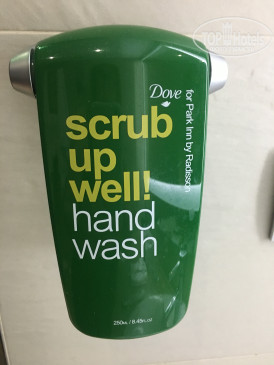 Dove
for Park Inn by Radisson
scrub
up
well!
hand
wash
250mL / 8.45fl.oz